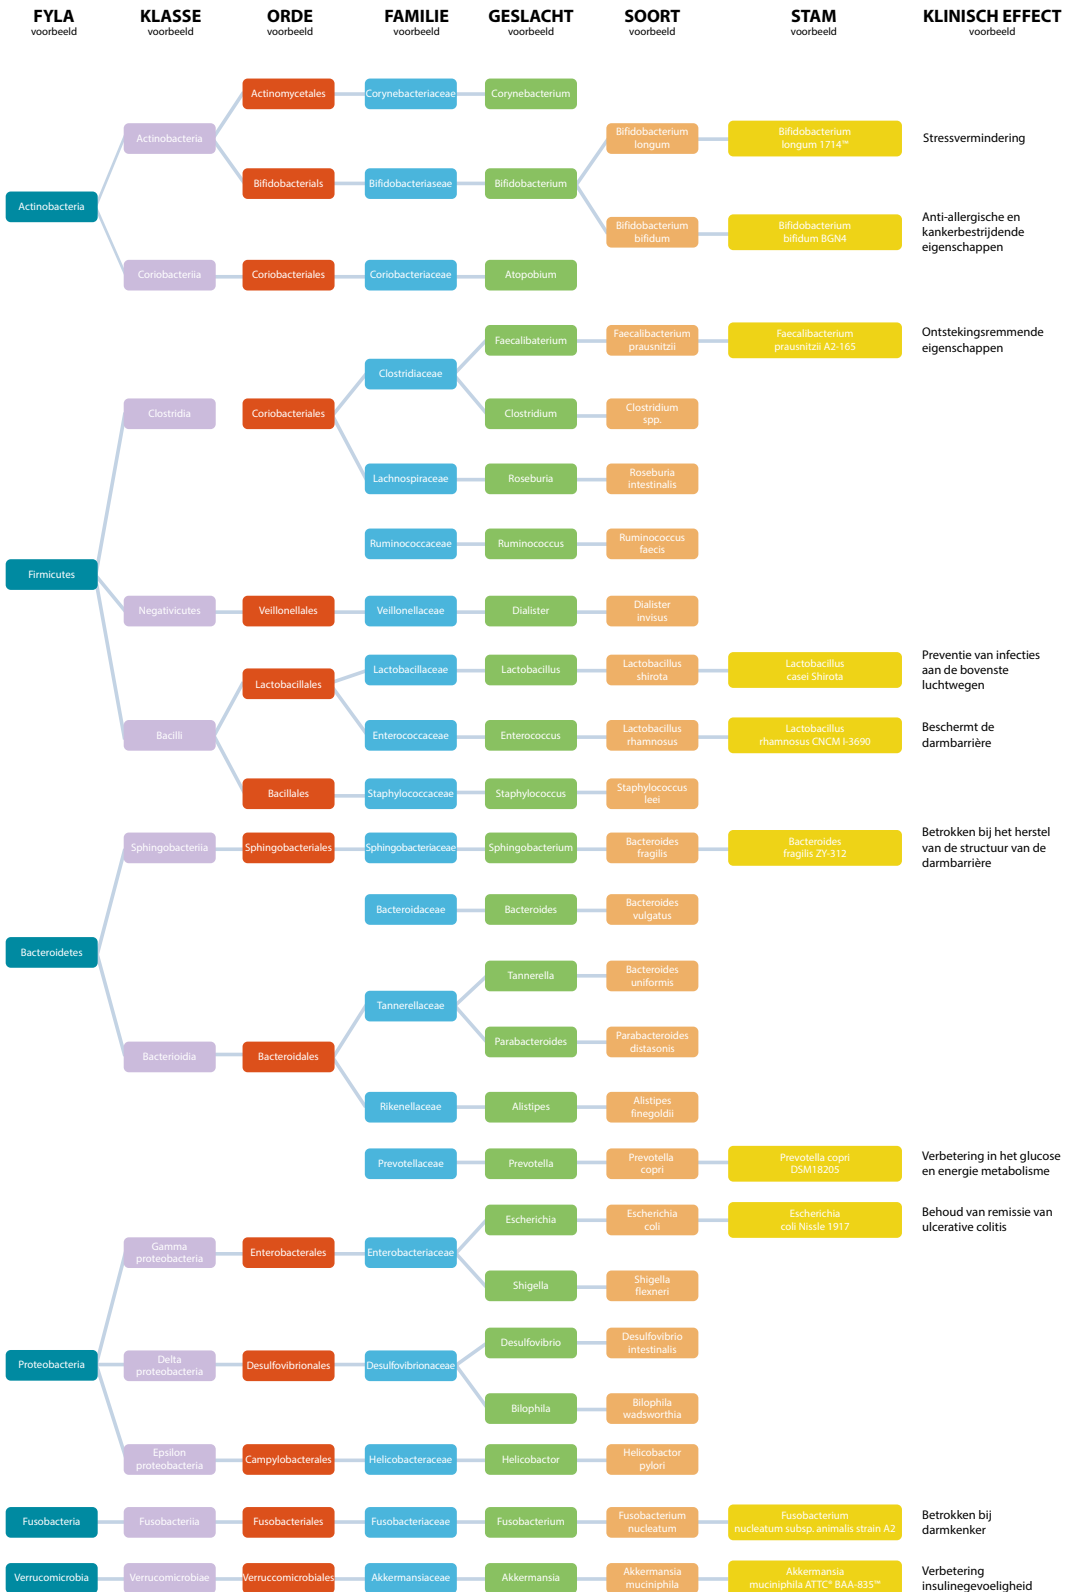 FYLA
voorbeeld
KLASSE
voorbeeld
ORDE
voorbeeld
FAMILIE
voorbeeld
GESLACHT
voorbeeld
SOORT
voorbeeld
STAM
voorbeeld
KLINISCH EFFECT
voorbeeld
Actinobacteria
Actinobacteria
Actinomycetales
Corynebacteriaceae
Corynebacterium
Bifidobacterials
Bifidobacteriaseae
Bifidobacterium
Bifidobacterium
longum
Bifidobacterium
longum 1714™
Stressvermindering
Bifidobacterium
bifidum
Bifidobacterium
bifidum BGN4
Anti-allergische en
kankerbestrijdende
eigenschappen
Coriobacteriia
Coriobacteriales
Coriobacteriaceae
Atopobium
Firmicutes
Clostridia
Coriobacteriales
Clostridiaceae
Faecalibaterium
Faecalibacterium
prausnitzii
Faecalibacterium
prausnitzii A2-165
Ontstekingsremmende
eigenschappen
Clostridium
Clostridium
spp.
Lachnospiraceae
Roseburia
Roseburia
intestinalis
Ruminococcaceae
Ruminococcus
Ruminococcus
faecis
Negativicutes
Veillonellales
Veillonellaceae
Dialister
Dialister
invisus
Bacilli
Lactobacillales
Lactobacillaceae
Lactobacillus
Lactobacillus
shirota
Lactobacillus
casei Shirota
Preventie van infecties
aan de bovenste
luchtwegen
Enterococcaceae
Enterococcus
Lactobacillus
rhamnosus
Lactobacillus
rhamnosus CNCM I-3690
Beschermt de
darmbarrière
Bacillales
Staphylococcaceae
Staphylococcus
Staphylococcus
leei
Bacteroidetes
Sphingobacteriia
Sphingobacteriales
Sphingobacteriaceae
Sphingobacterium
Bacteroides
fragilis
Bacteroides
fragilis ZY-312
Betrokken bij het herstel
van de structuur van de
darmbarrière
Bacteroidaceae
Bacteroides
Bacteroides
vulgatus
Bacterioidia
Bacteroidales
Tannerellaceae
Tannerella
Bacteroides
uniformis
Parabacteroides
Parabacteroides
distasonis
Rikenellaceae
Alistipes
Alistipes
finegoldii
Prevotellaceae
Prevotella
Prevotella
copri
Prevotella copri
DSM18205
Verbetering in het glucose
en energie metabolisme
Proteobacteria
Gamma
proteobacteria
Enterobacterales
Enterobacteriaceae
Escherichia
Escherichia
coli
Escherichia
coli Nissle 1917
Behoud van remissie van
ulcerative colitis
Shigella
Shigella
flexneri
Delta
proteobacteria
Desulfovibrionales
Desulfovibrionaceae
Desulfovibrio
Desulfovibrio
intestinalis
Bilophila
Bilophila
wadsworthia
Epsilon
proteobacteria
Campylobacterales
Helicobacteraceae
Helicobactor
Helicobactor
pylori
Fusobacteria
Fusobacteriia
Fusobacteriales
Fusobacteriaceae
Fusobacterium
Fusobacterium
nucleatum
Fusobacterium
nucleatum subsp. animalis strain A2
Betrokken bij
darmkenker
Verrucomicrobia
Verrucomicrobiae
Verruccomicrobiales
Akkermansiaceae
Akkermansia
Akkermansia
muciniphila
Akkermansia
muciniphila ATTC® BAA-835™
Verbetering
insulinegevoeligheid